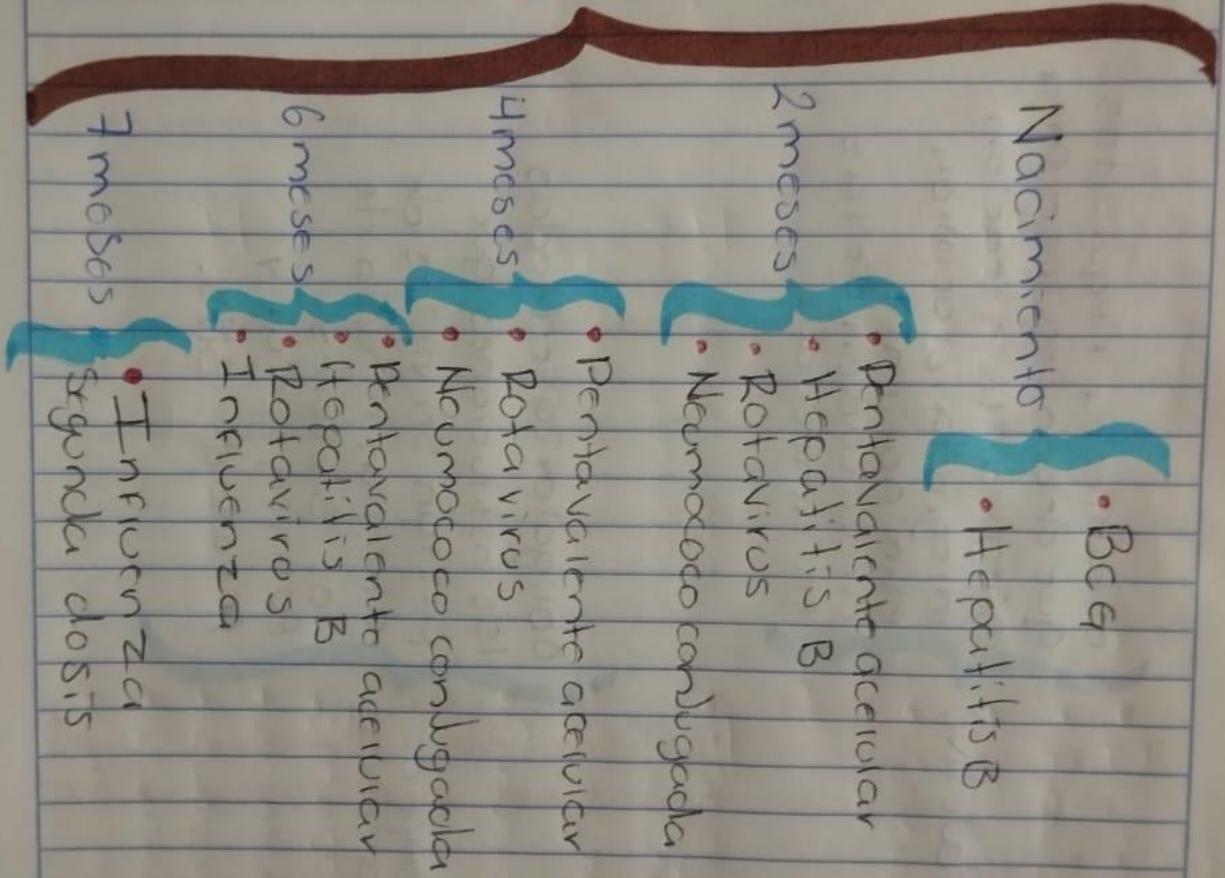 Nacimiento
• BCG
• Hepatitis B
2 meses
• Pentavalente acelular
• Hepatitis B
• Rotavirus
• Neumococo conjugada
4 meses
• Pentavalente acelular
• Rotavirus
• Neumococo conjugada
6 meses
• Pentavalente acelular
• Hepatitis B
• Rotavirus
• Influenza
7 meses
• Influenza
Segunda dosis